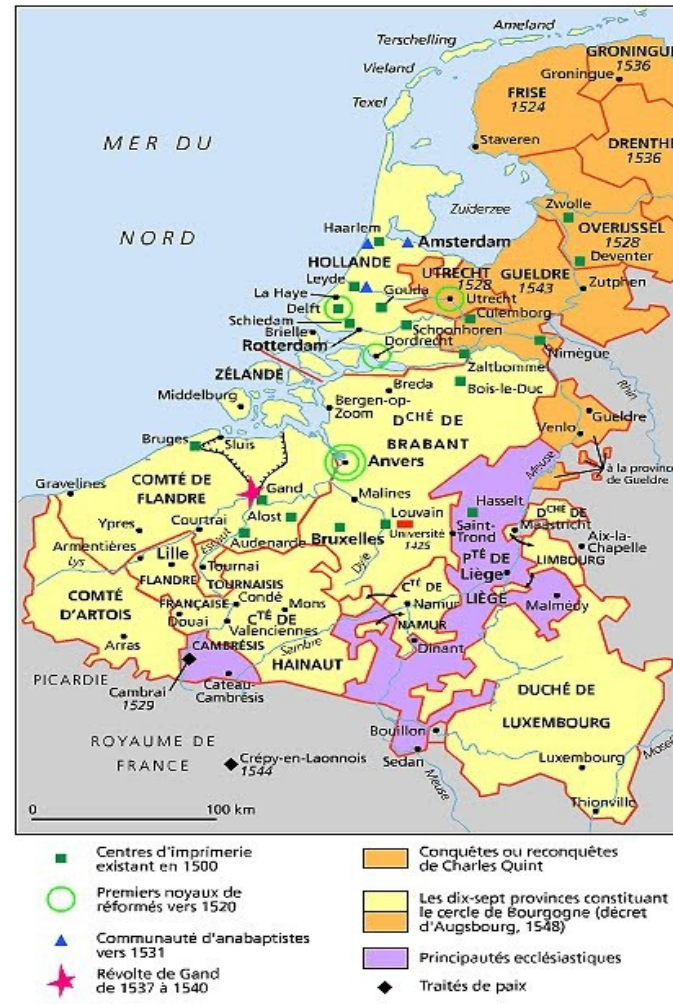 Ameland
Terschelling
Vieland
Texel
GRONINGUE
1536
Groningue
FRISE
1524
DRENTHE
1536
Staveren
MER DU
NORD
Zuiderzee
Zwolle
OVERIJSSEL
1528
Deventer
Haarlem
Amsterdam
HOLLANDE
UTRECHT
1528
GUELDRE
1543
Zutphen
Leyde
La Haye
Gouda
Utrecht
Delft
Culemborg
Schiedam
Schoonhoren
Brielle
Rotterdam
Dordrecht
Nimègue
Zaltbommel
ZÉLANDE
Breda
Bois-le-Duc
Rhin
Middelburg
Bergen-op-
Zoom
DCHÉ DE
BRABANT
Gueldre
Venlo
Bruges
Sluis
Anvers
Meuse
à la province
de Gueldre
Gravelines
COMTÉ DE
FLANDRE
Gand
Malines
Hasselt
DCHÉ DE
Ypres
Courtrai
Alost
Louvain
Maastricht
Armentières
Escaut
Audenarde
Bruxelles
Université
1425
Saint-
Trond
PTÉ DE
Liège
LIMBOURG
Aix-la-
Chapelle
Lys
Lille
Tournai
Dyle
FLANDRE
TOURNAISIS
CTÉ DE
LIÈGE
COMTÉ
D'ARTOIS
FRANÇAISE
Condé
Mons
Namur
Malmédy
Douai
CTÉ DE
NAMUR
Valenciennes
Arras
CAMBRÉSIS
Sambre
Dinant
HAINAUT
PICARDIE
Cambrai
1529
Cateau-
Cambrésis
DUCHÉ DE
LUXEMBOURG
Bouillon
ROYAUME DE
FRANCE
Crépy-en-Laonnois
1544
Sedan
Luxembourg
Mosel
Meuse
Thionville
0 100 km
Centres d'imprimerie
existant en 1500
Premiers noyaux de
réformés vers 1520
Communauté d'anabaptistes
vers 1531
Révolte de Gand
de 1537 à 1540
Conquêtes ou reconquêtes
de Charles Quint
Les dix-sept provinces constituant
le cercle de Bourgogne (décret
d'Augsbourg, 1548)
Principautés ecclésiastiques
Traités de paix